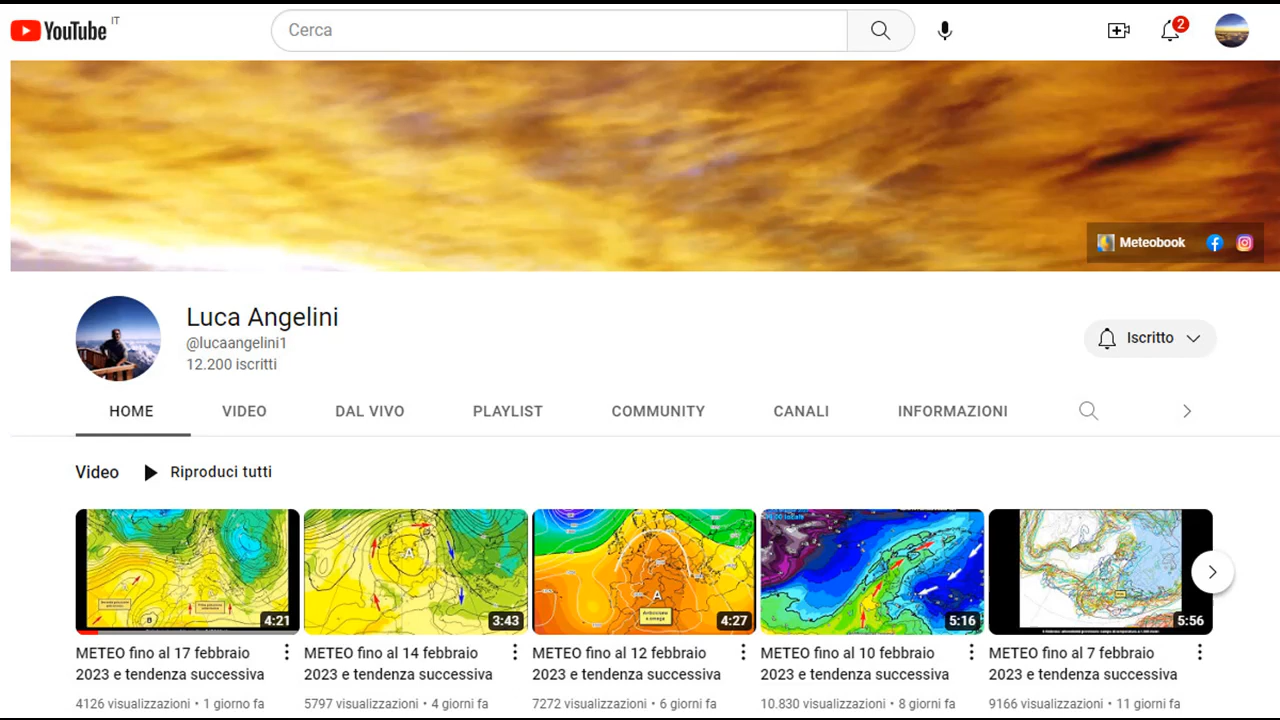 YouTube IT
Cerca
2
Meteobook
Luca Angelini
@lucaangelini1
12.200 iscritti
Iscritto
HOME VIDEO DAL VIVO PLAYLIST COMMUNITY CANALI INFORMAZIONI
Video Riproduci tutti
A A
B
Anticiclone
a omega
4:21 3:43 4:27 5:16 5:56
METEO fino al 17 febbraio
2023 e tendenza successiva
4126 visualizzazioni • 1 giorno fa
METEO fino al 14 febbraio
2023 e tendenza successiva
5797 visualizzazioni • 4 giorni fa
METEO fino al 12 febbraio
2023 e tendenza successiva
7272 visualizzazioni • 6 giorni fa
METEO fino al 10 febbraio
2023 e tendenza successiva
10.830 visualizzazioni • 8 giorni fa
METEO fino al 7 febbraio
2023 e tendenza successiva
9166 visualizzazioni • 11 giorni fa